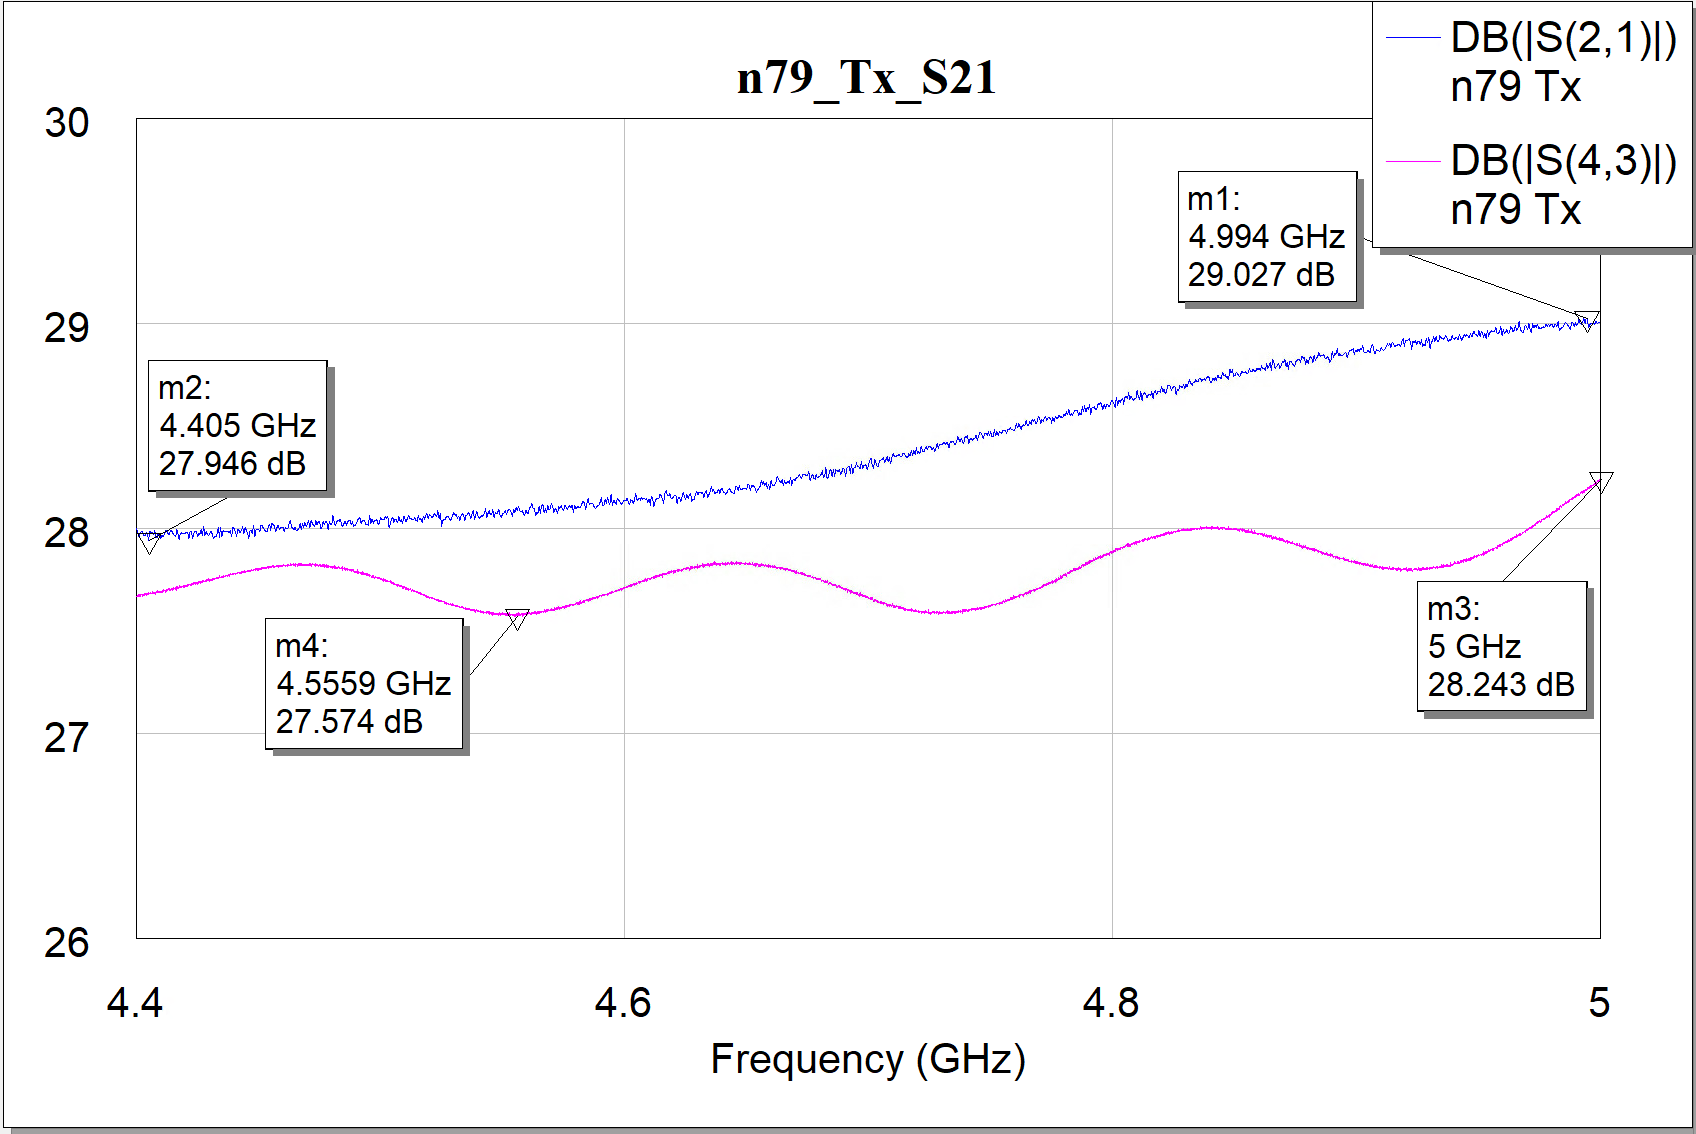 n79_Tx_S21
DB(|S(2,1)|)
n79 Tx
DB(|S(4,3)|)
n79 Tx
30
29
28
27
26
m1:
4.994 GHz
29.027 dB
m2:
4.405 GHz
27.946 dB
m4:
4.5559 GHz
27.574 dB
m3:
5 GHz
28.243 dB
4.4
4.6
4.8
5
Frequency (GHz)